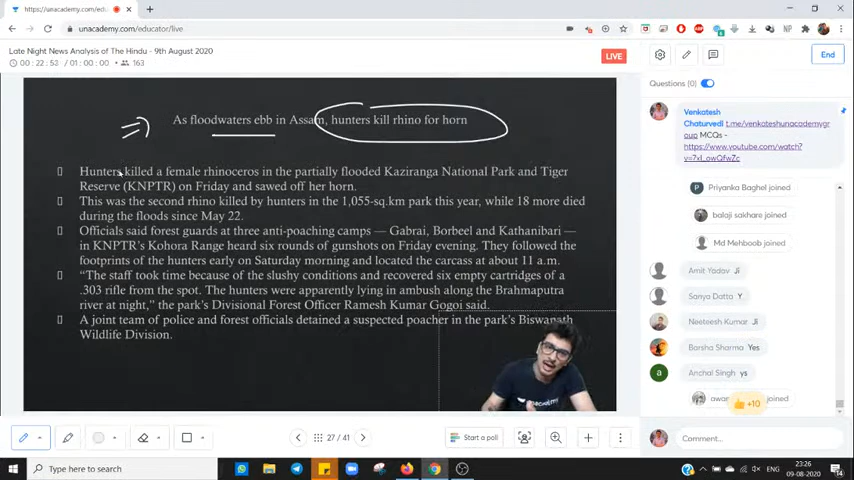 https://unacademy.com/educator/live
unacademy.com/educator/live
Late Night News Analysis of The Hindu - 9th August 2020
00 : 22 : 53 / 01 : 00 : 00 • 163
LIVE
End
As floodwaters ebb in Assam, hunters kill rhino for horn
Hunters killed a female rhinoceros in the partially flooded Kaziranga National Park and Tiger
Reserve (KNPTR) on Friday and sawed off her horn.
This was the second rhino killed by hunters in the 1,055-sq.km park this year, while 18 more died
during the floods since May 22.
Officials said forest guards at three anti-poaching camps — Gabrai, Borbeel and Kathanibari —
in KNPTR's Kohora Range heard six rounds of gunshots on Friday evening. They followed the
footprints of the hunters early on Saturday morning and located the carcass at about 11 a.m.
"The staff took time because of the slushy conditions and recovered six empty cartridges of a
.303 rifle from the spot. The hunters were apparently lying in ambush along the Brahmaputra
river at night," the park's Divisional Forest Officer Ramesh Kumar Gogoi said.
A joint team of police and forest officials detained a suspected poacher in the park's Biswanath
Wildlife Division.
Questions (0)
Venkatesh
Chaturvedi t.me/venkateshunacademygr
oup MCQs -
https://www.youtube.com/watch?
v=7xI_owQfwZc
P Priyanka Baghel joined
balaji sakhare joined
Md Mehboob joined
Amit Yadav Ji
Sanya Datta Y
Neeteesh Kumar Ji
Barsha Sharma Yes
a Anchal Singh ys
joined
+10
27 / 41
Start a poll
Comment...
Type here to search
ENG
23:26
09-08-2020